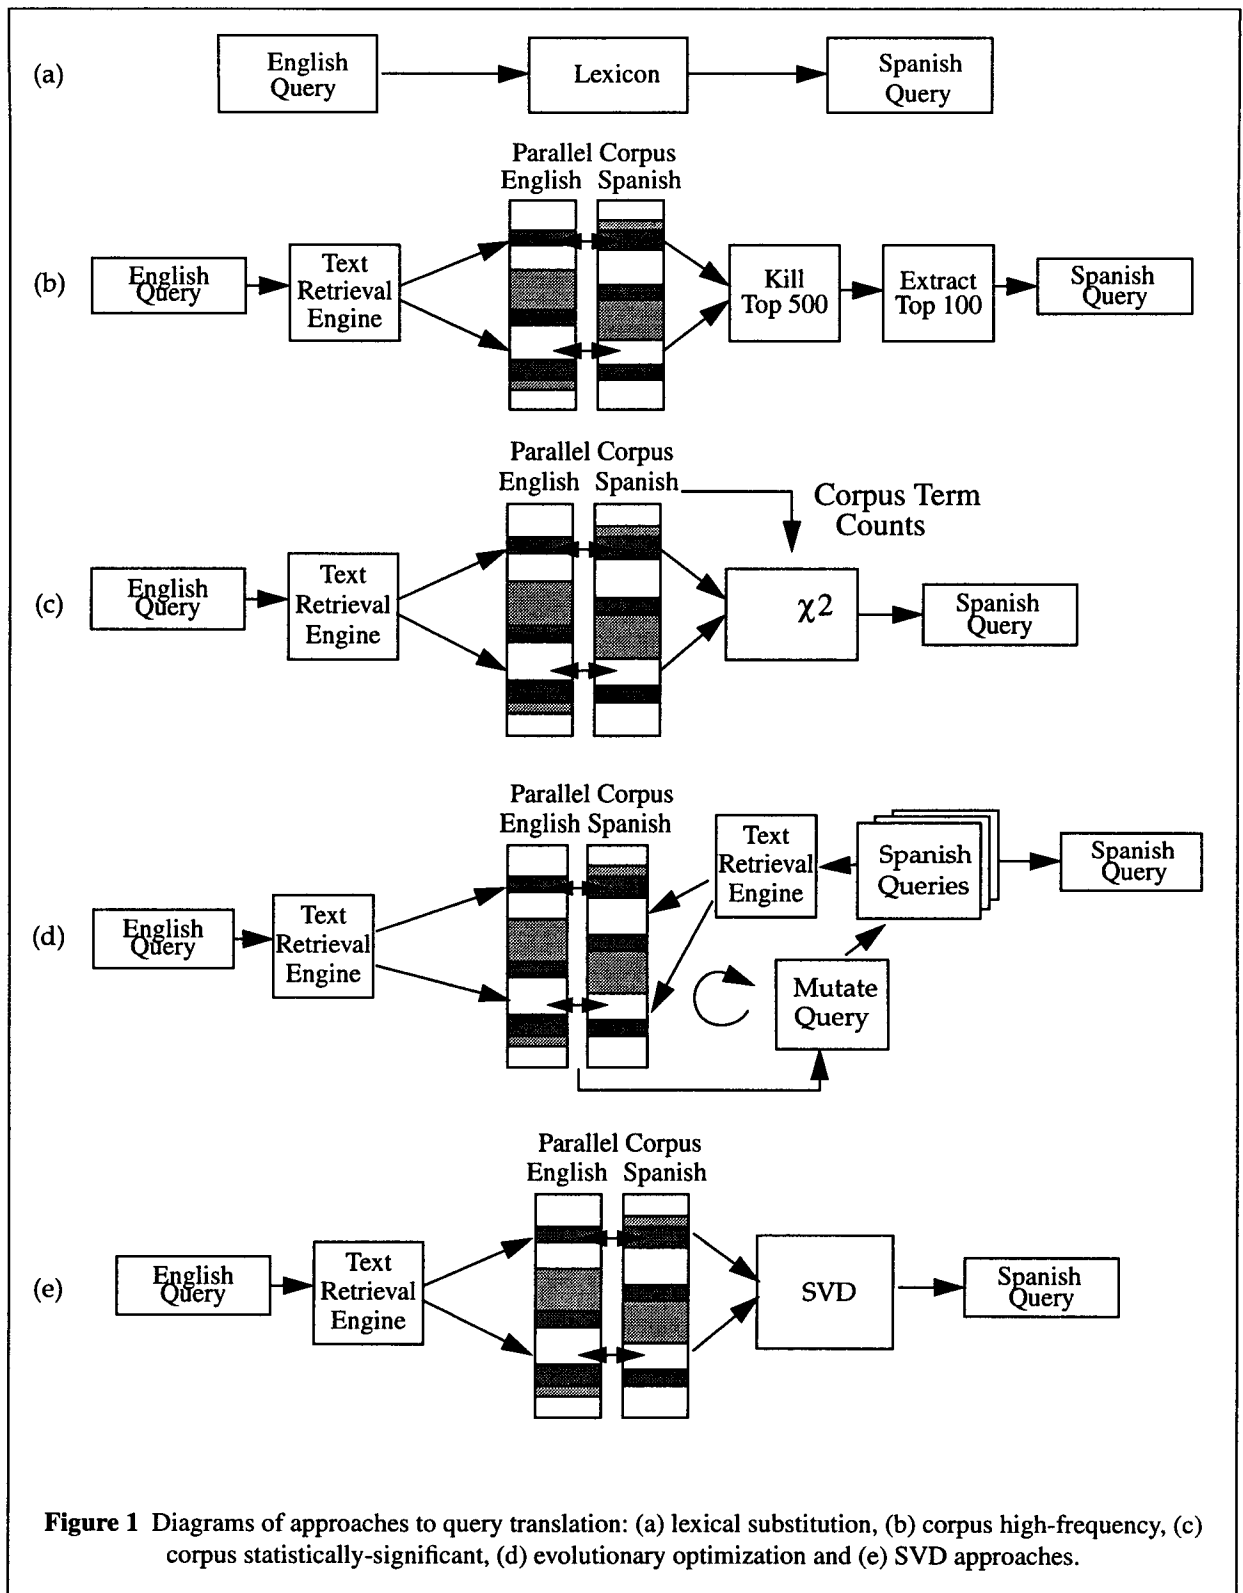 (a)
English
Query
Lexicon
Spanish
Query
Parallel Corpus
English Spanish
(b)
English
Query
Text
Retrieval
Engine
Kill
Top 500
Extract
Top 100
Spanish
Query
Parallel Corpus
English Spanish
Corpus Term
Counts
(c)
English
Query
Text
Retrieval
Engine
χ2
Spanish
Query
Parallel Corpus
English Spanish
(d)
English
Query
Text
Retrieval
Engine
Text
Retrieval
Engine
Spanish
Queries
Spanish
Query
Mutate
Query
Parallel Corpus
English Spanish
(e)
English
Query
Text
Retrieval
Engine
SVD
Spanish
Query
Figure 1 Diagrams of approaches to query translation: (a) lexical substitution, (b) corpus high-frequency, (c)
corpus statistically-significant, (d) evolutionary optimization and (e) SVD approaches.